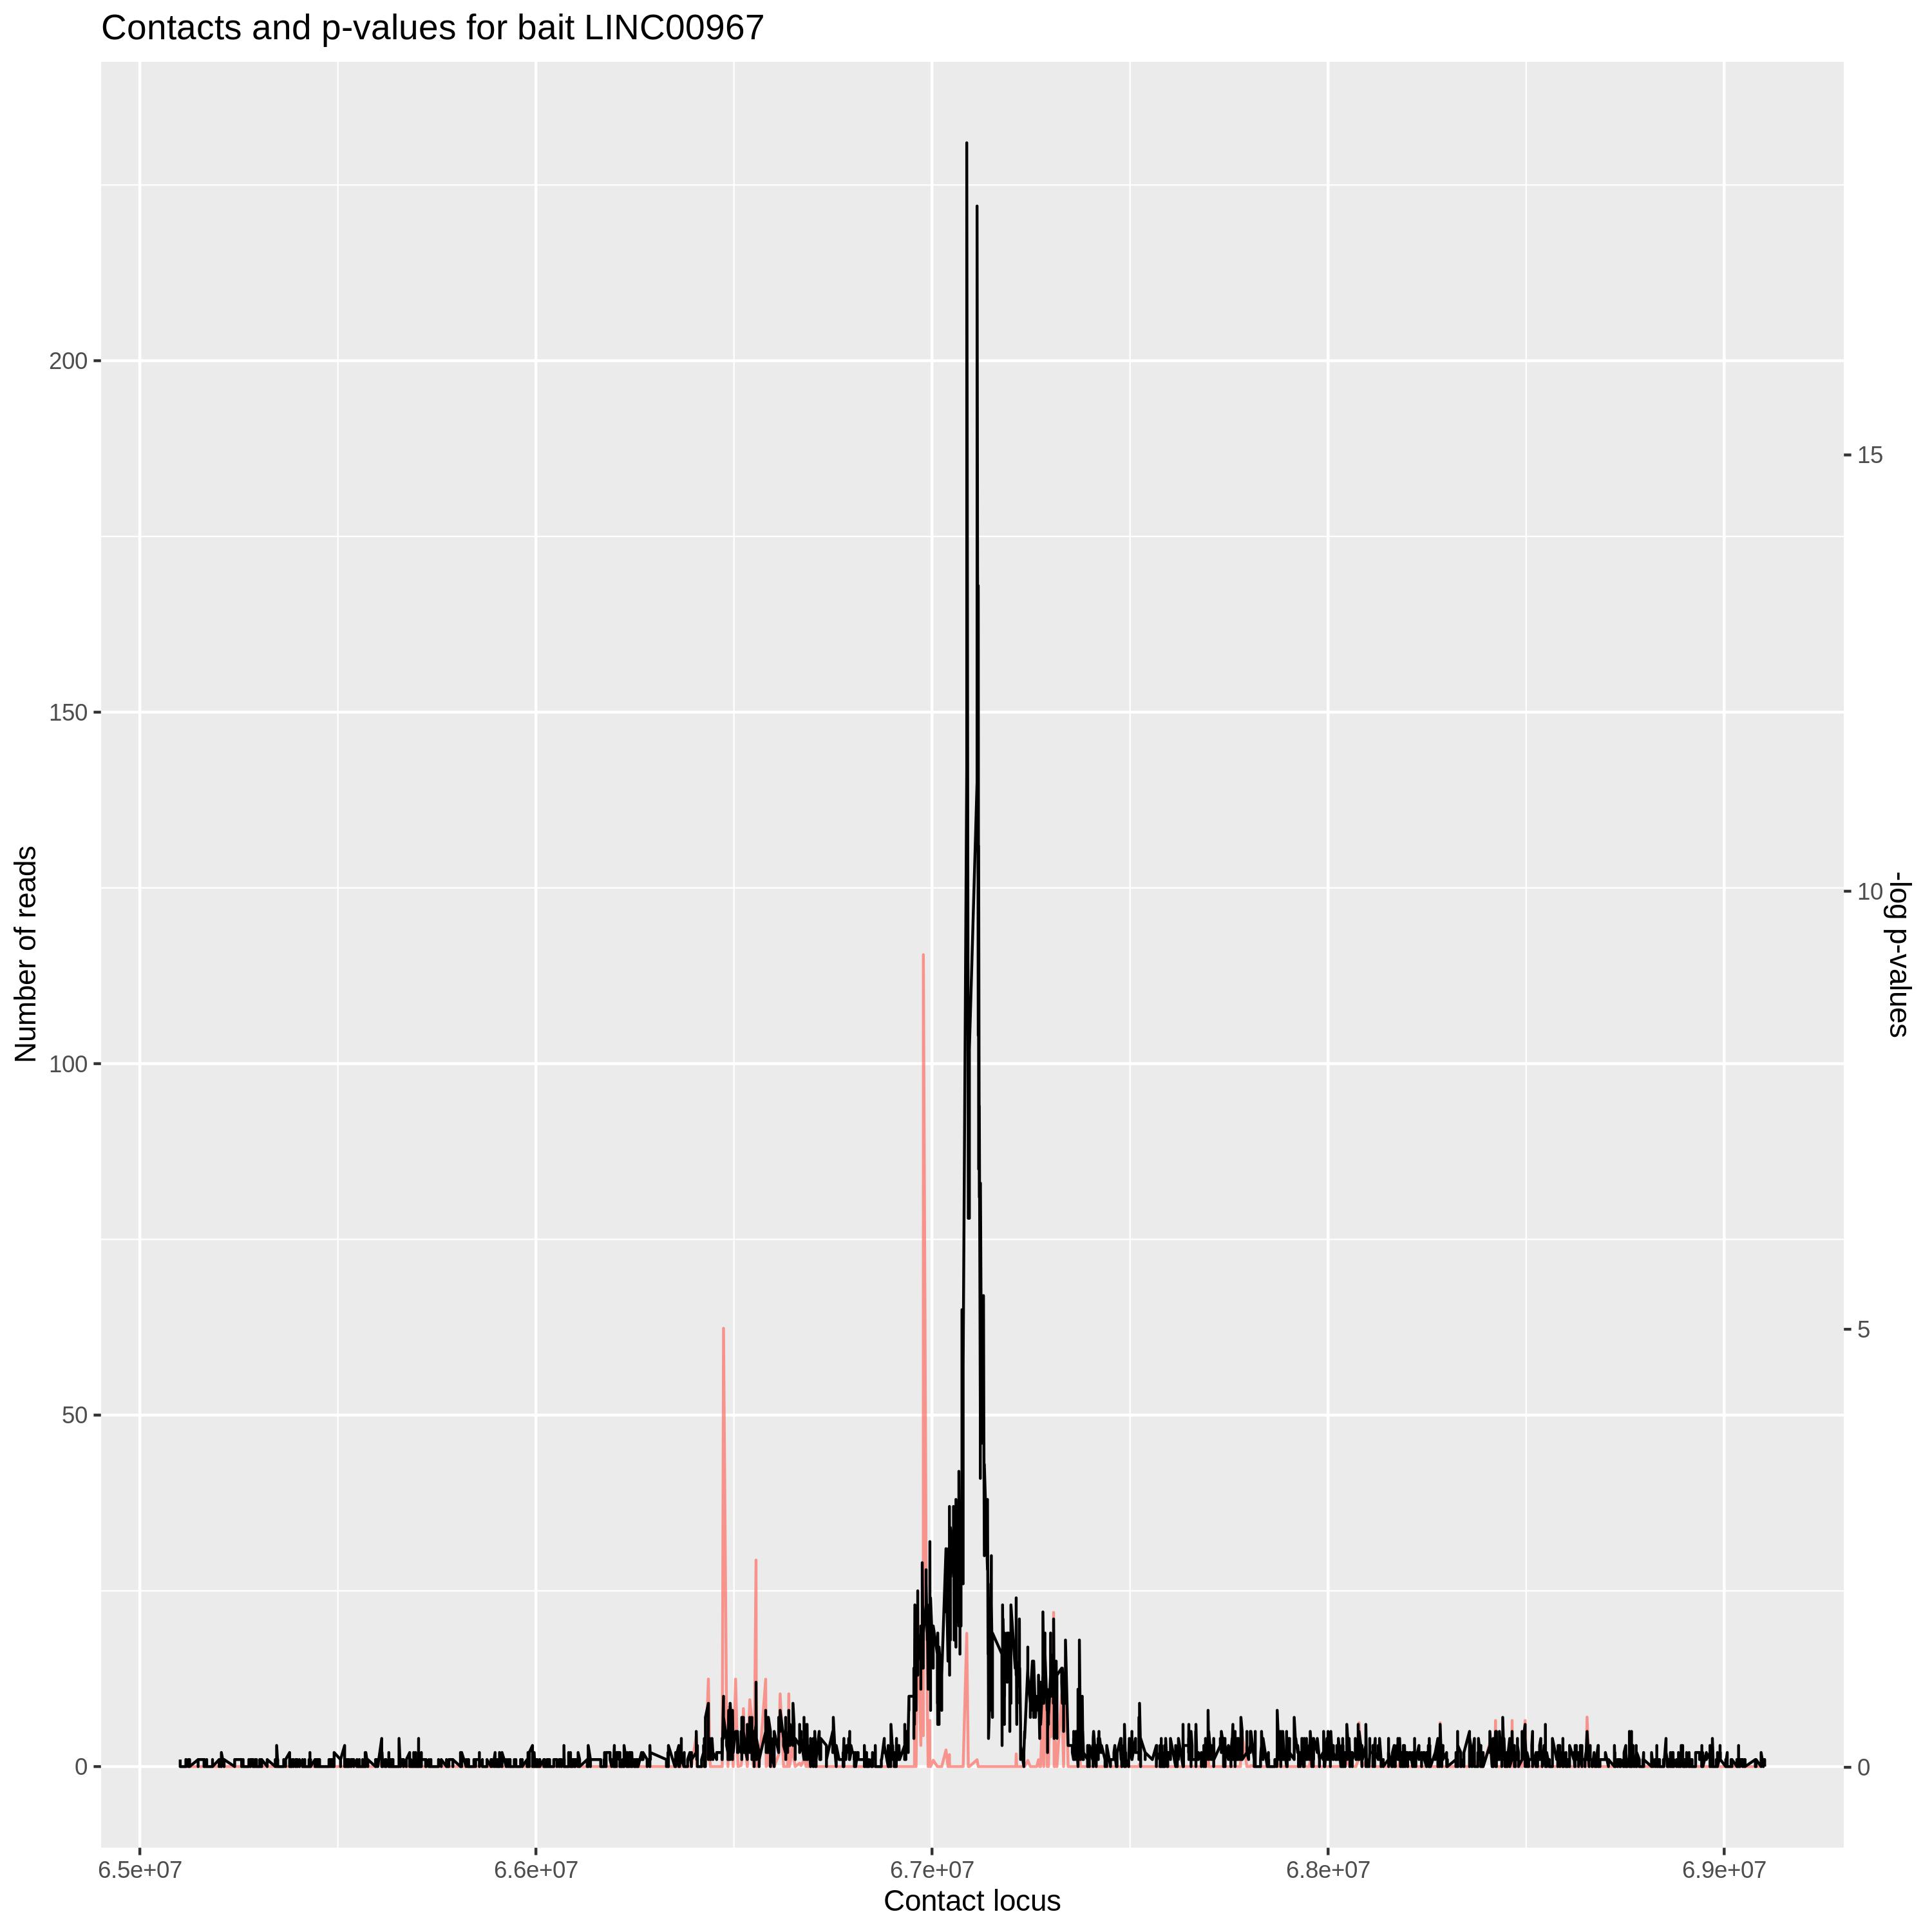 Contacts and p-values for bait LINC00967
Number of reads
200
150
100
50
0
15
10
5
0
-log p-values
6.5e+07 6.6e+07 6.7e+07 6.8e+07 6.9e+07
Contact locus